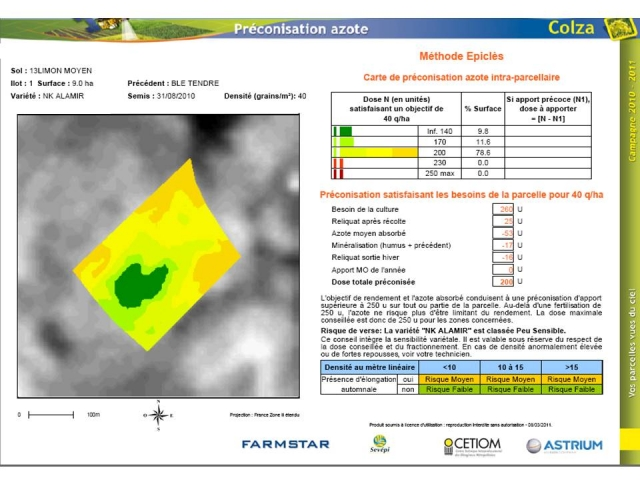 Préconisation azote
Colza
Sol : 13LIMON MOYEN
Ilot : 1 Surface : 9.0 ha
Précédent : BLE TENDRE
Variété : NK ALAMIR
Semis : 31/08/2010
Densité (grains/m²): 40
Méthode Epiclès
Carte de préconisation azote intra-parcellaire
Dose N (en unités)
satisfaisant un objectif de
40 q/ha
% Surface
Si apport précoce (N1),
dose à apporter
= [N - N1]
Inf. 140 9.8
170 11.6
200 78.6
230 0.0
250 max 0.0
Préconisation satisfaisant les besoins de la parcelle pour 40 q/ha
Besoin de la culture 260 U
Reliquat après récolte 25 U
Azote moyen absorbé -53 U
Minéralisation (humus + précédent) -17 U
Reliquat sortie hiver -16 U
Apport MO de l'année 0 U
Dose totale préconisée 200 U
L'objectif de rendement et l'azote absorbé conduisent à une préconisation d'apport
supérieure à 250 u sur tout ou partie de la parcelle. Au-delà d'une fertilisation de
250 u, l'azote ne risque plus d'être limitant du rendement. La dose maximale
conseillée est donc de 250 u pour les zones concernées.
Risque de verse: La variété "NK ALAMIR" est classée Peu Sensible.
Ce conseil intègre la sensibilité variétale. Il est valable sous réserve du respect de
la dose conseillée et du fractionnement. En cas de densité anormalement élevée
ou de fortes repousses, voir votre technicien.
Densité au mètre linéaire <10 10 à 15 >15
Présence d'élongation
automnale
oui Risque Moyen Risque Moyen Risque Moyen
non Risque Faible Risque Faible Risque Faible
0 100m
N
S
Projection : France Zone II étendu
Produit soumis à licence d'utilisation : reproduction interdite sans autorisation - 09/03/2011.
FARMSTAR
Sevépi
CETIOM
ASTRIUM
Campagne 2010 - 2011
Vos parcelles vues du ciel